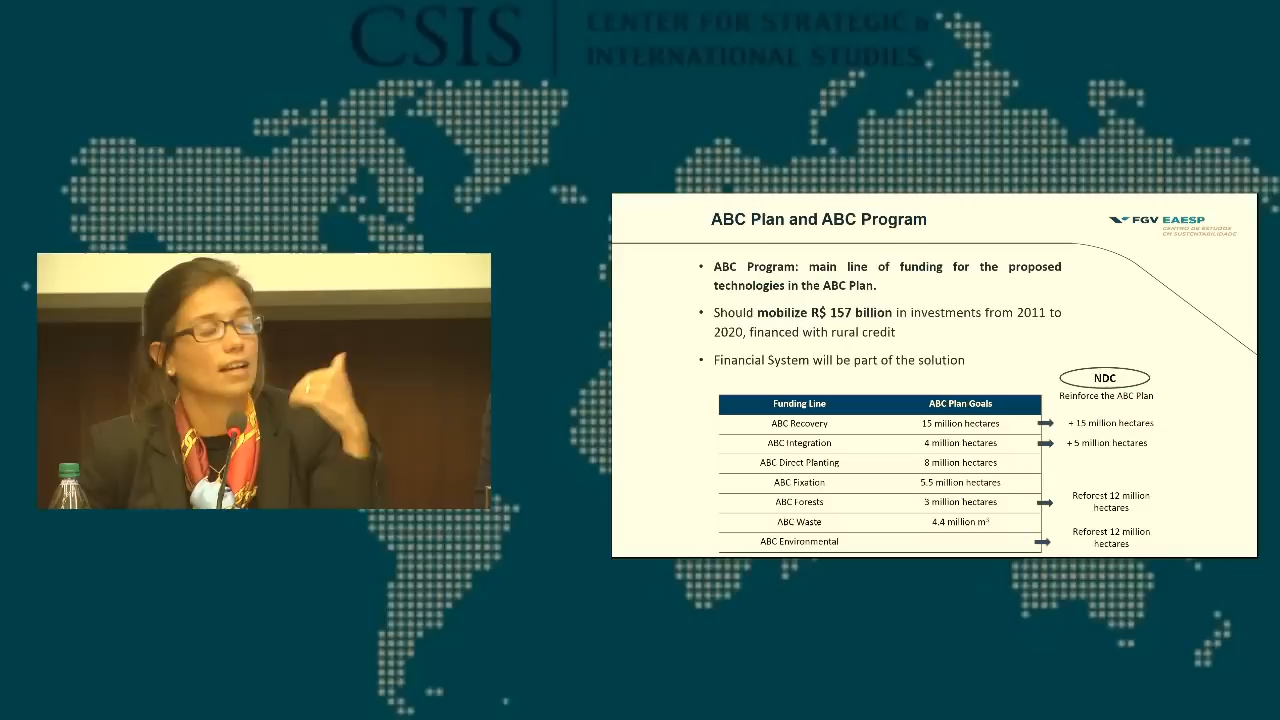 CSIS
CENTER FOR STRATEGIC &
INTERNATIONAL STUDIES
ABC Plan and ABC Program
FGV EAESP
CENTRO DE ESTUDOS
EM SUSTENTABILIDADE
• ABC Program: main line of funding for the proposed
technologies in the ABC Plan.
• Should mobilize R$ 157 billion in investments from 2011 to
2020, financed with rural credit
• Financial System will be part of the solution
NDC
Reinforce the ABC Plan
Funding Line ABC Plan Goals
ABC Recovery 15 million hectares + 15 million hectares
ABC Integration 4 million hectares + 5 million hectares
ABC Direct Planting 8 million hectares
ABC Fixation 5.5 million hectares
ABC Forests 3 million hectares Reforest 12 million
hectares
ABC Waste 4.4 million m³
ABC Environmental Reforest 12 million
hectares